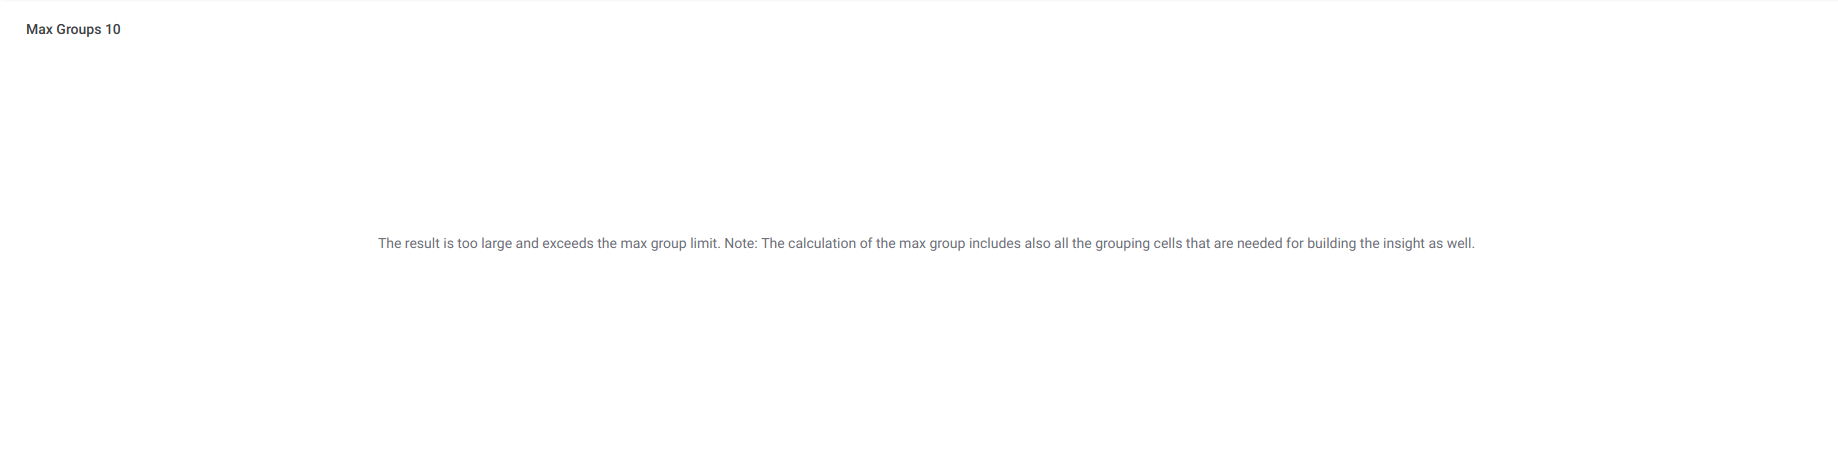 Max Groups 10
The result is too large and exceeds the max group limit. Note: The calculation of the max group includes also all the grouping cells that are needed for building the insight as well.